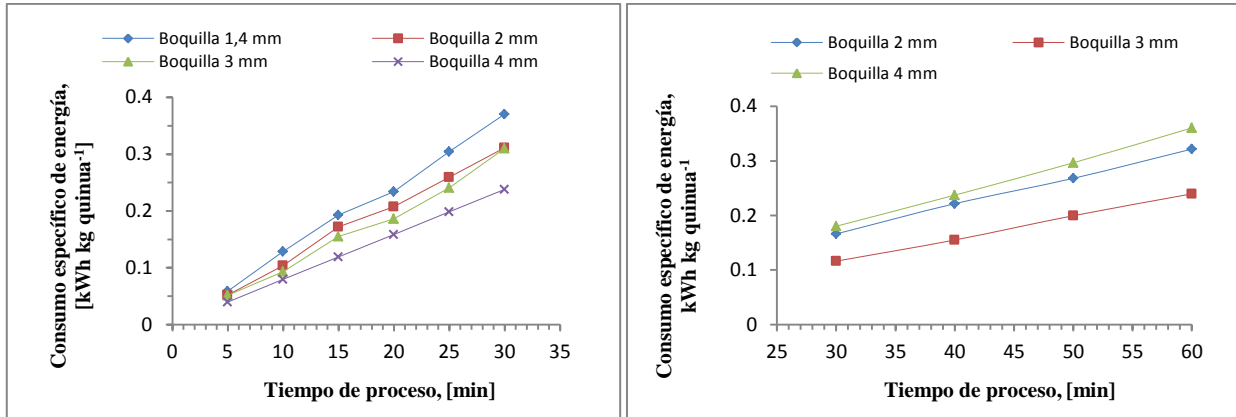 Boquilla 1,4 mm
Boquilla 2 mm
Boquilla 3 mm
Boquilla 4 mm
0.4
0.3
0.2
0.1
0
0
5
10
15
20
25
30
35
Consumo específico de energía,
[kWh kg quinua⁻¹]
Tiempo de proceso, [min]
Boquilla 2 mm
Boquilla 3 mm
Boquilla 4 mm
0.4
0.3
0.2
0.1
0
25
30
35
40
45
50
55
60
Consumo específico de energía,
kWh kg quinua⁻¹
Tiempo de proceso, [min]